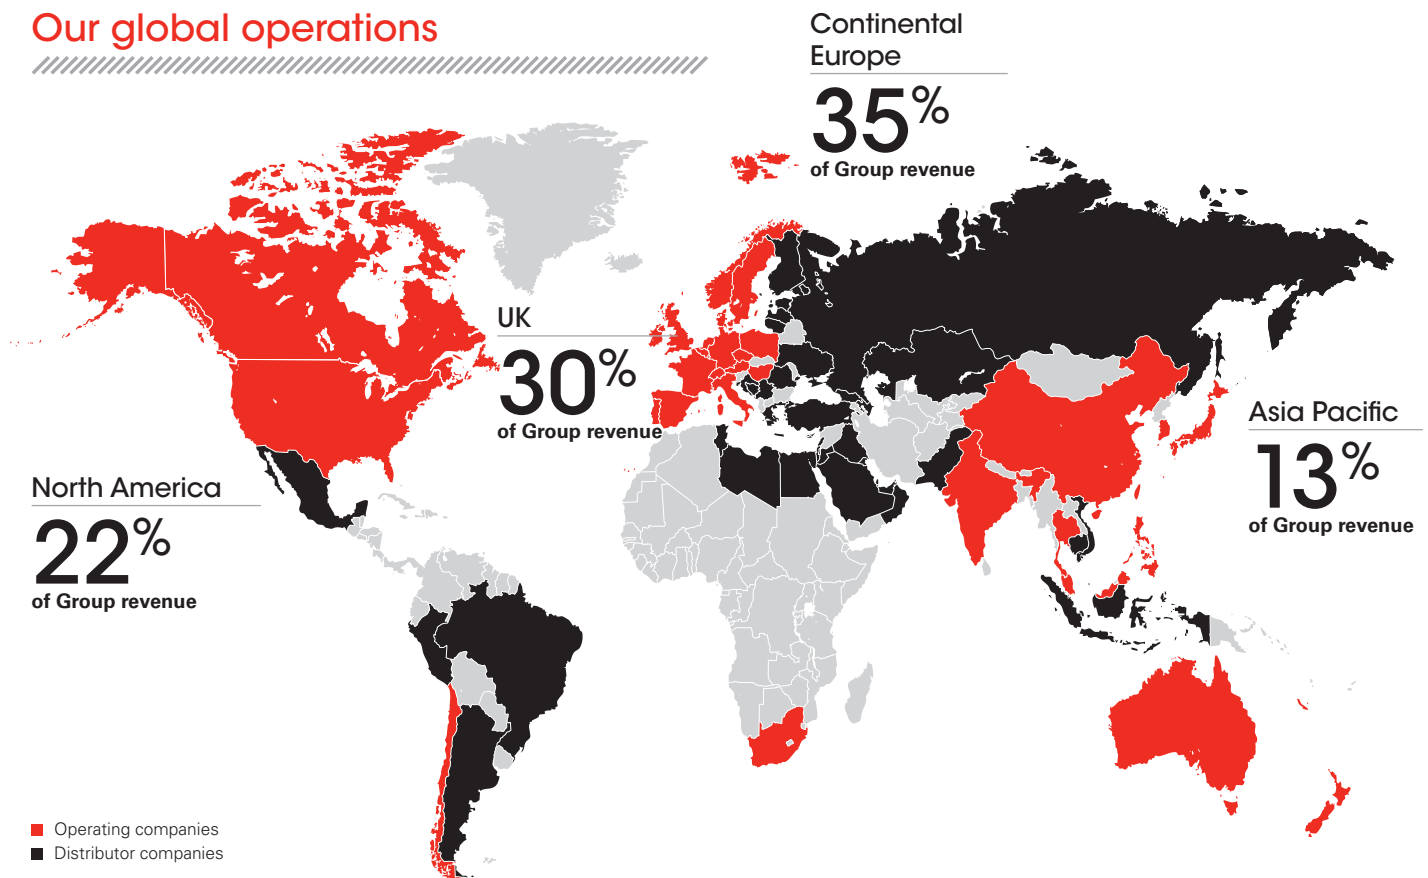 Our global operations
Continental
Europe
35%
of Group revenue
UK
30%
of Group revenue
Asia Pacific
13%
of Group revenue
North America
22%
of Group revenue
Operating companies
Distributor companies